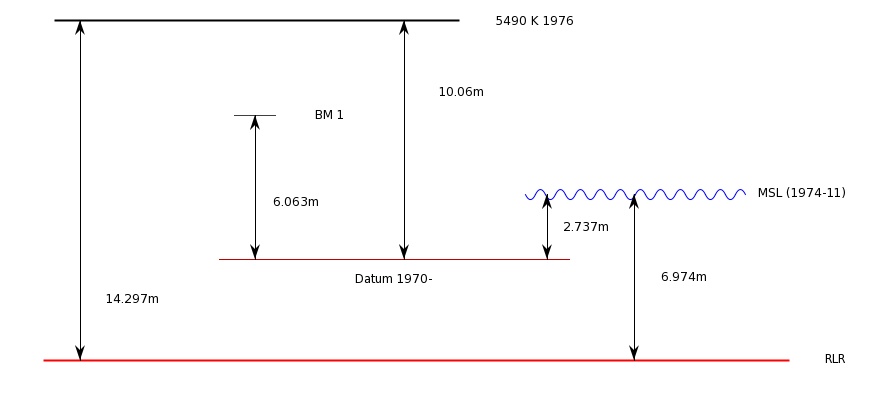 5490 K 1976
10.06m
BM 1
MSL (1974-11)
6.063m
2.737m
Datum 1970-
6.974m
14.297m
RLR